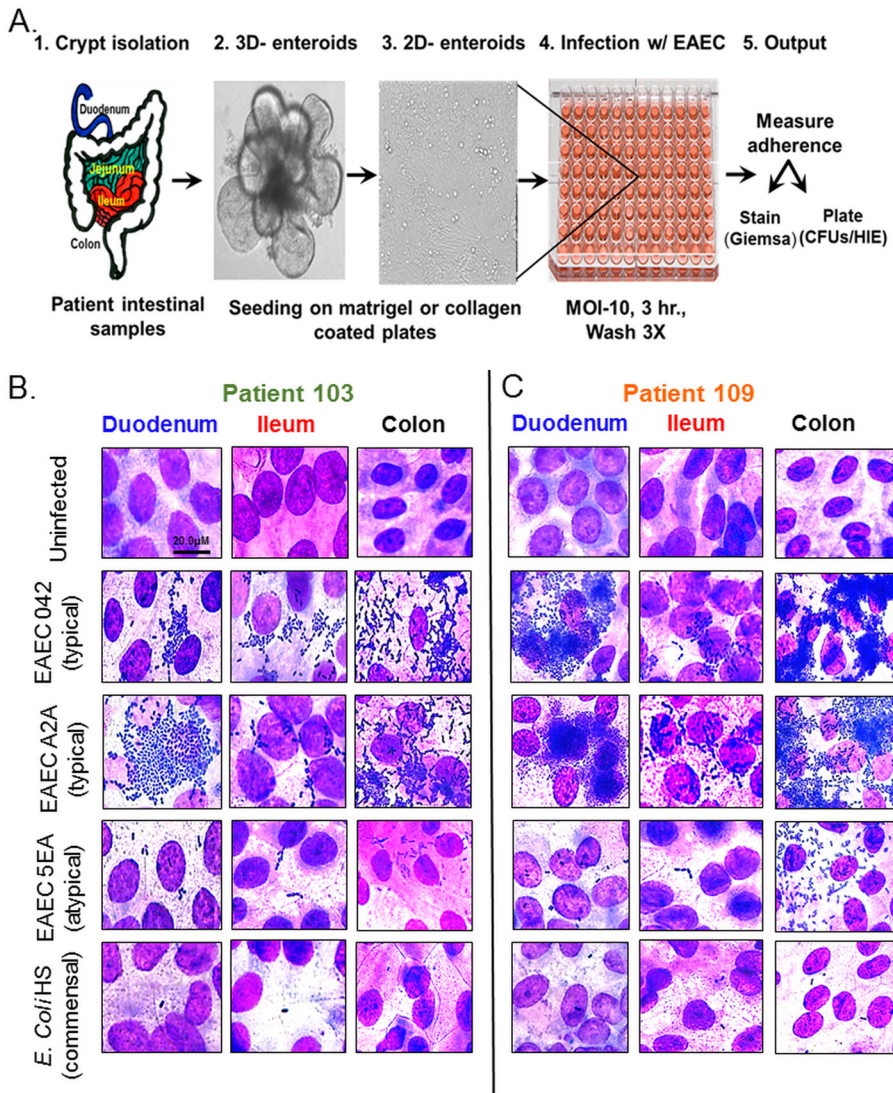 A.
1. Crypt isolation 2. 3D- enteroids 3. 2D- enteroids 4. Infection w/ EAEC 5. Output
Duodenum
Jejunum
Ileum
Colon
Measure
adherence
Stain
(Giemsa)
Plate
(CFUs/HIE)
Patient intestinal
samples
Seeding on matrigel or collagen
coated plates
MOI-10, 3 hr.,
Wash 3X
B.
Patient 103
Duodenum Ileum Colon
C
Patient 109
Duodenum Ileum Colon
Uninfected
20.0µM
EAEC 042
(typical)
EAEC A2A
(typical)
EAEC 5EA
(atypical)
E. Coli HS
(commensal)